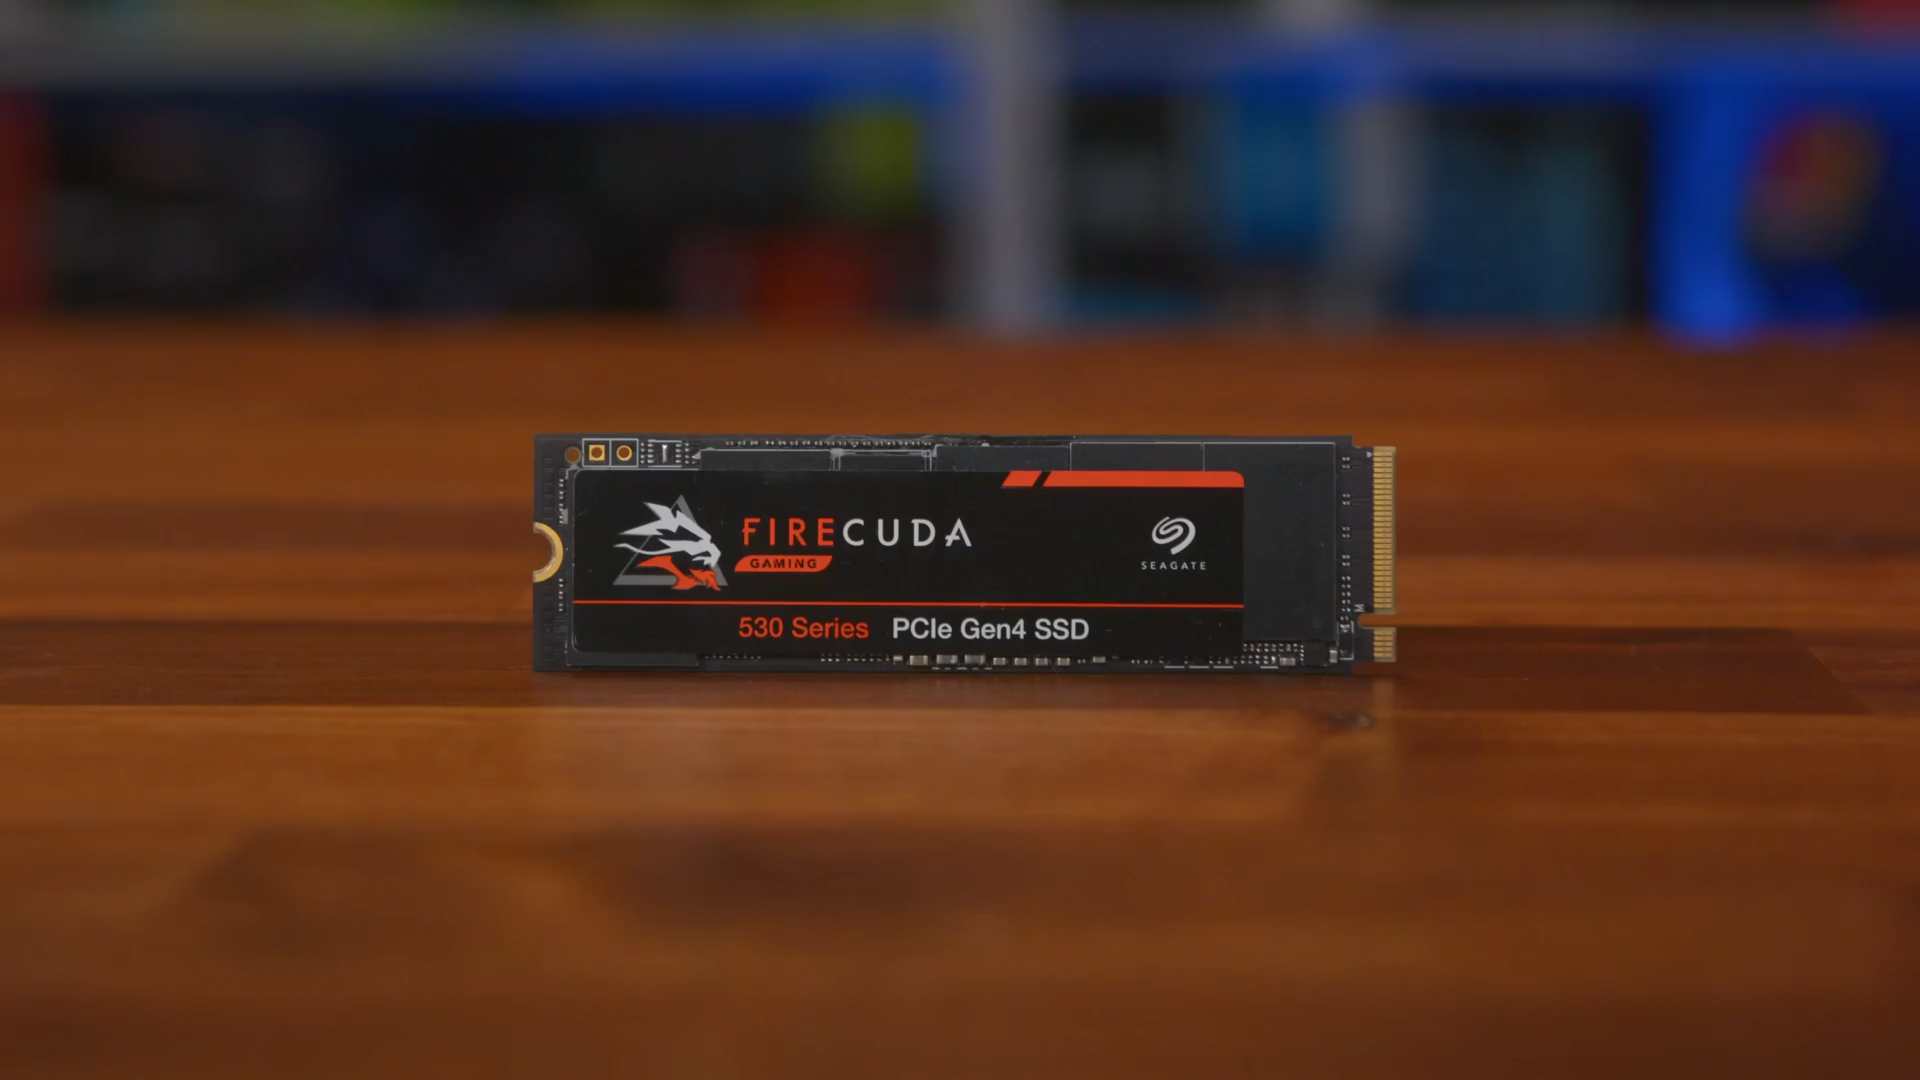 FIRECUDA
GAMING
SEAGATE
530 Series PCIe Gen4 SSD
M